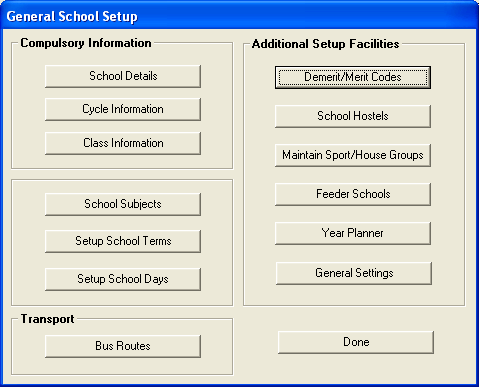 General School Setup
Compulsory Information
School Details
Cycle Information
Class Information
School Subjects
Setup School Terms
Setup School Days
Transport
Bus Routes
Additional Setup Facilities
Demerit/Merit Codes
School Hostels
Maintain Sport/House Groups
Feeder Schools
Year Planner
General Settings
Done